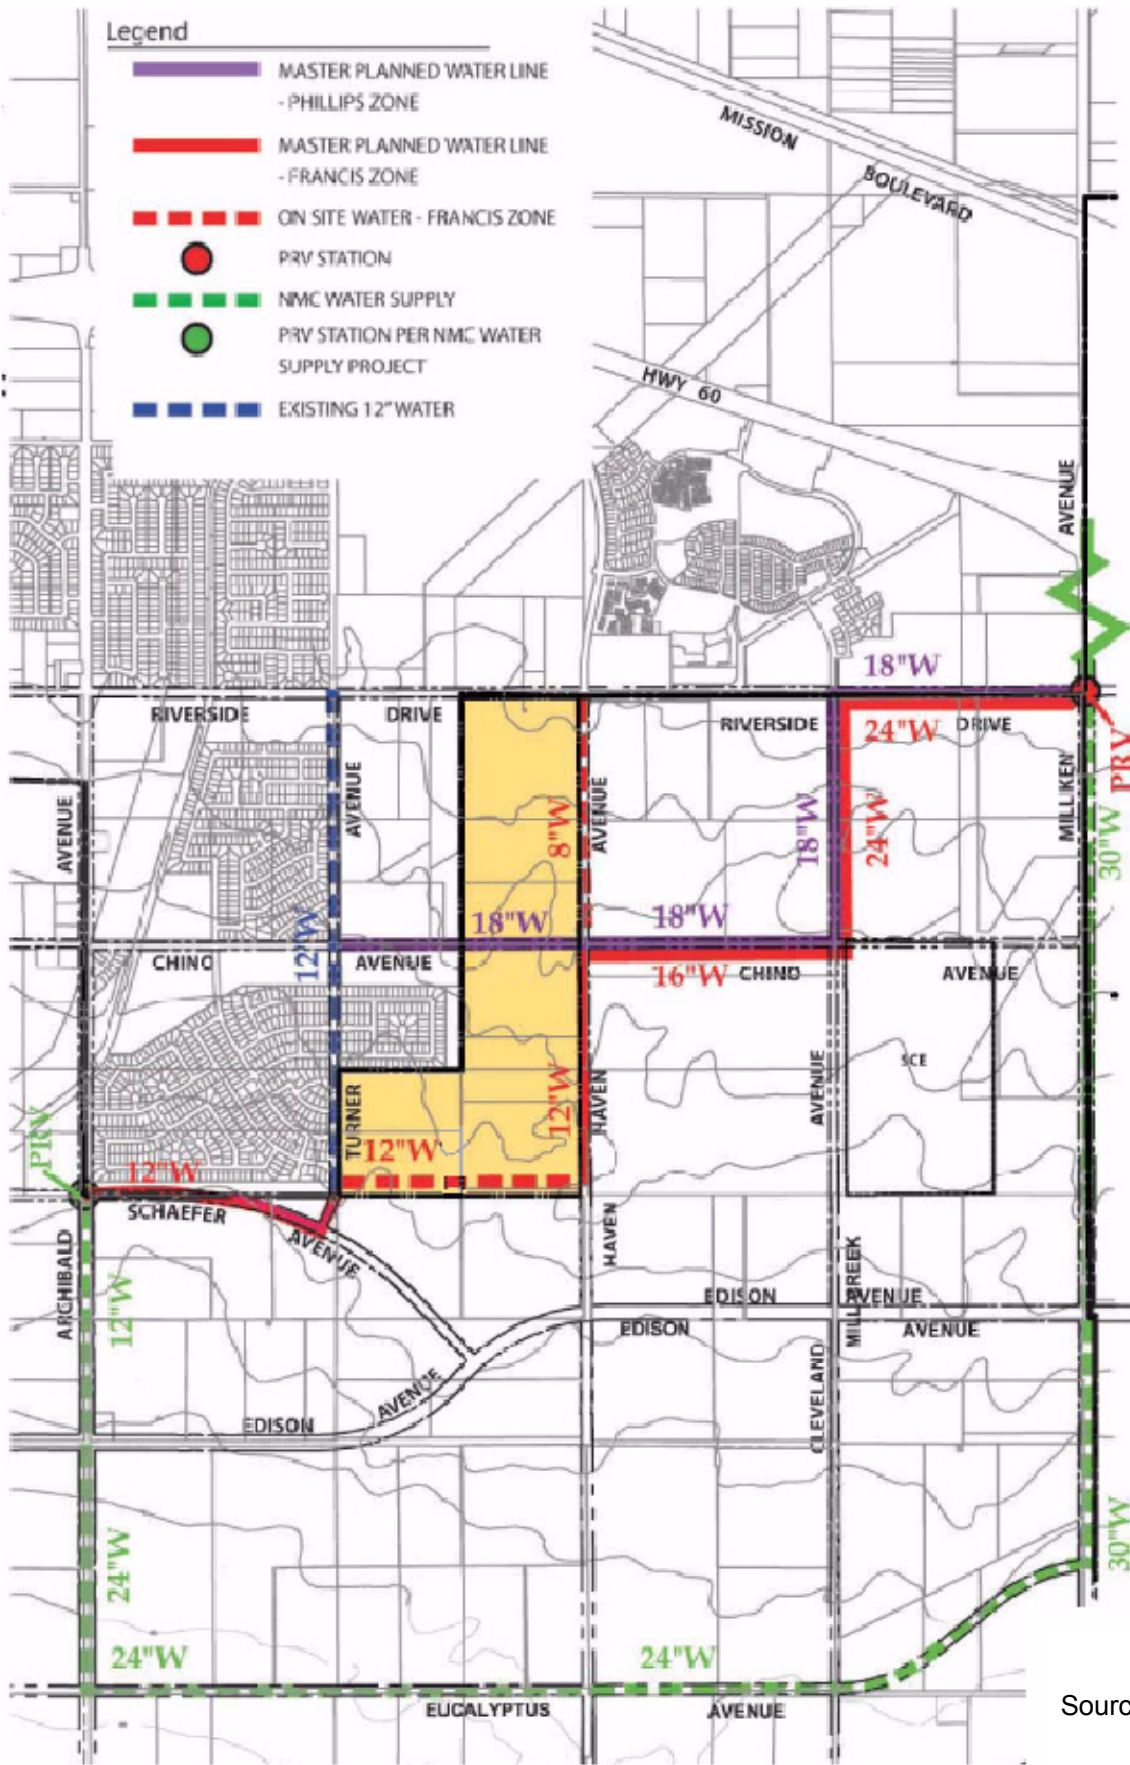 Legend
MASTER PLANNED WATER LINE
- PHILLIPS ZONE
MASTER PLANNED WATER LINE
- FRANCIS ZONE
ON SITE WATER - FRANCIS ZONE
PRV STATION
NMC WATER SUPPLY
PRV STATION PER NMC WATER
SUPPLY PROJECT
EXISTING 12" WATER
MISSION
BOULEVARD
HWY 60
AVENUE
18"W
RIVERSIDE
DRIVE
RIVERSIDE
24"W
DRIVE
PRV
AVENUE
AVENUE
8"W
AVENUE
18"W
24"W
MILLIKEN
30"W
12"W
18"W
18"W
CHINO
AVENUE
16"W
CHINO
AVENUE
SCE
AVENUE
TURNER
12"W
HAVEN
PRV
12"W
12"W
SCHAEFER
AVENUE
ARCHIBALD
12"W
HAVEN
MILL CREEK
EDISON
AVENUE
EDISON
AVENUE
CLEVELAND
AVENUE
EDISON
24"W
30"W
24"W
24"W
EUCALYPTUS
AVENUE
Sourc